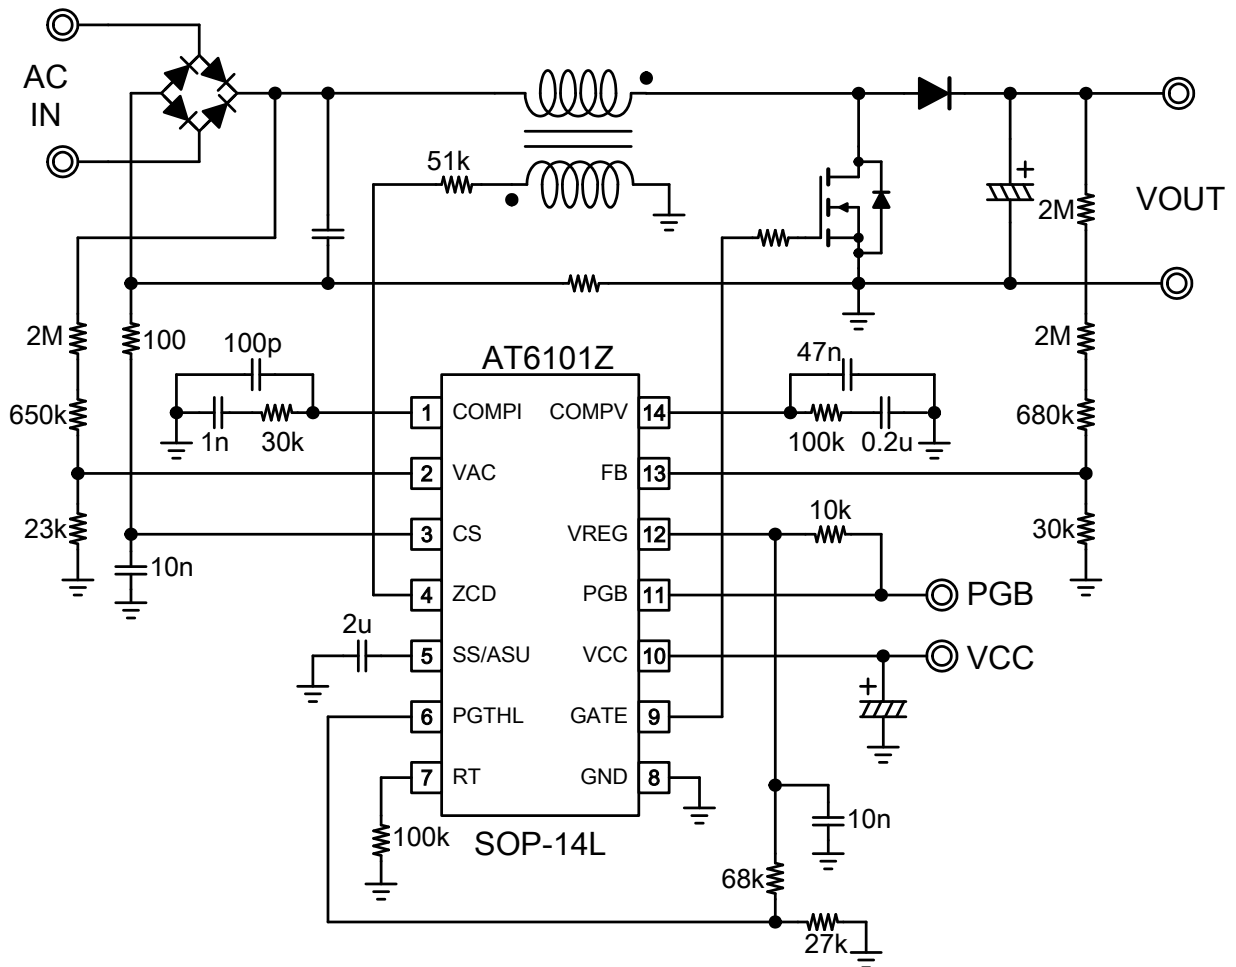 AC
IN
51k
2M
VOUT
2M
100
100p
1n
30k
650k
23k
10n
AT6101Z
47n
100k
0.2u
2M
680k
30k
1 COMPI COMPV 14
2 VAC FB 13
3 CS VREG 12
4 ZCD PGB 11
5 SS/ASU VCC 10
6 PGTHL GATE 9
7 RT GND 8
10k
PGB
VCC
2u
+
+
100k
SOP-14L
10n
68k
27k